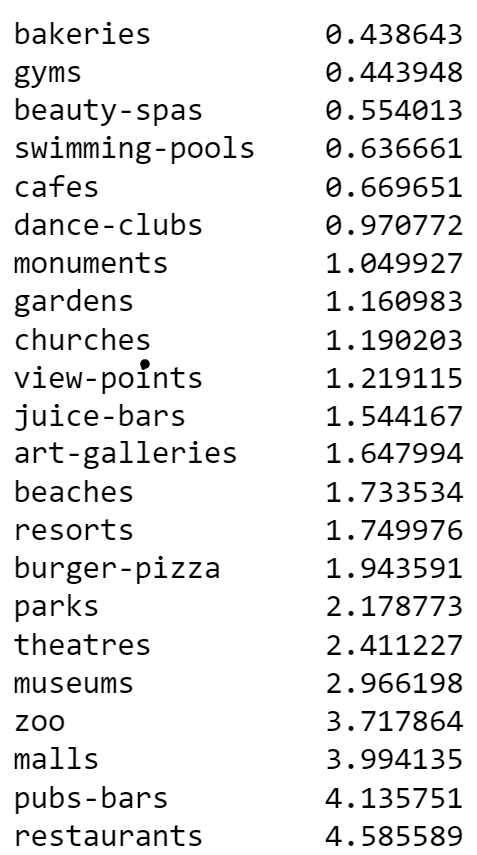 bakeries 0.438643
gyms 0.443948
beauty-spas 0.554013
swimming-pools 0.636661
cafes 0.669651
dance-clubs 0.970772
monuments 1.049927
gardens 1.160983
churches 1.190203
view-points 1.219115
juice-bars 1.544167
art-galleries 1.647994
beaches 1.733534
resorts 1.749976
burger-pizza 1.943591
parks 2.178773
theatres 2.411227
museums 2.966198
zoo 3.717864
malls 3.994135
pubs-bars 4.135751
restaurants 4.585589